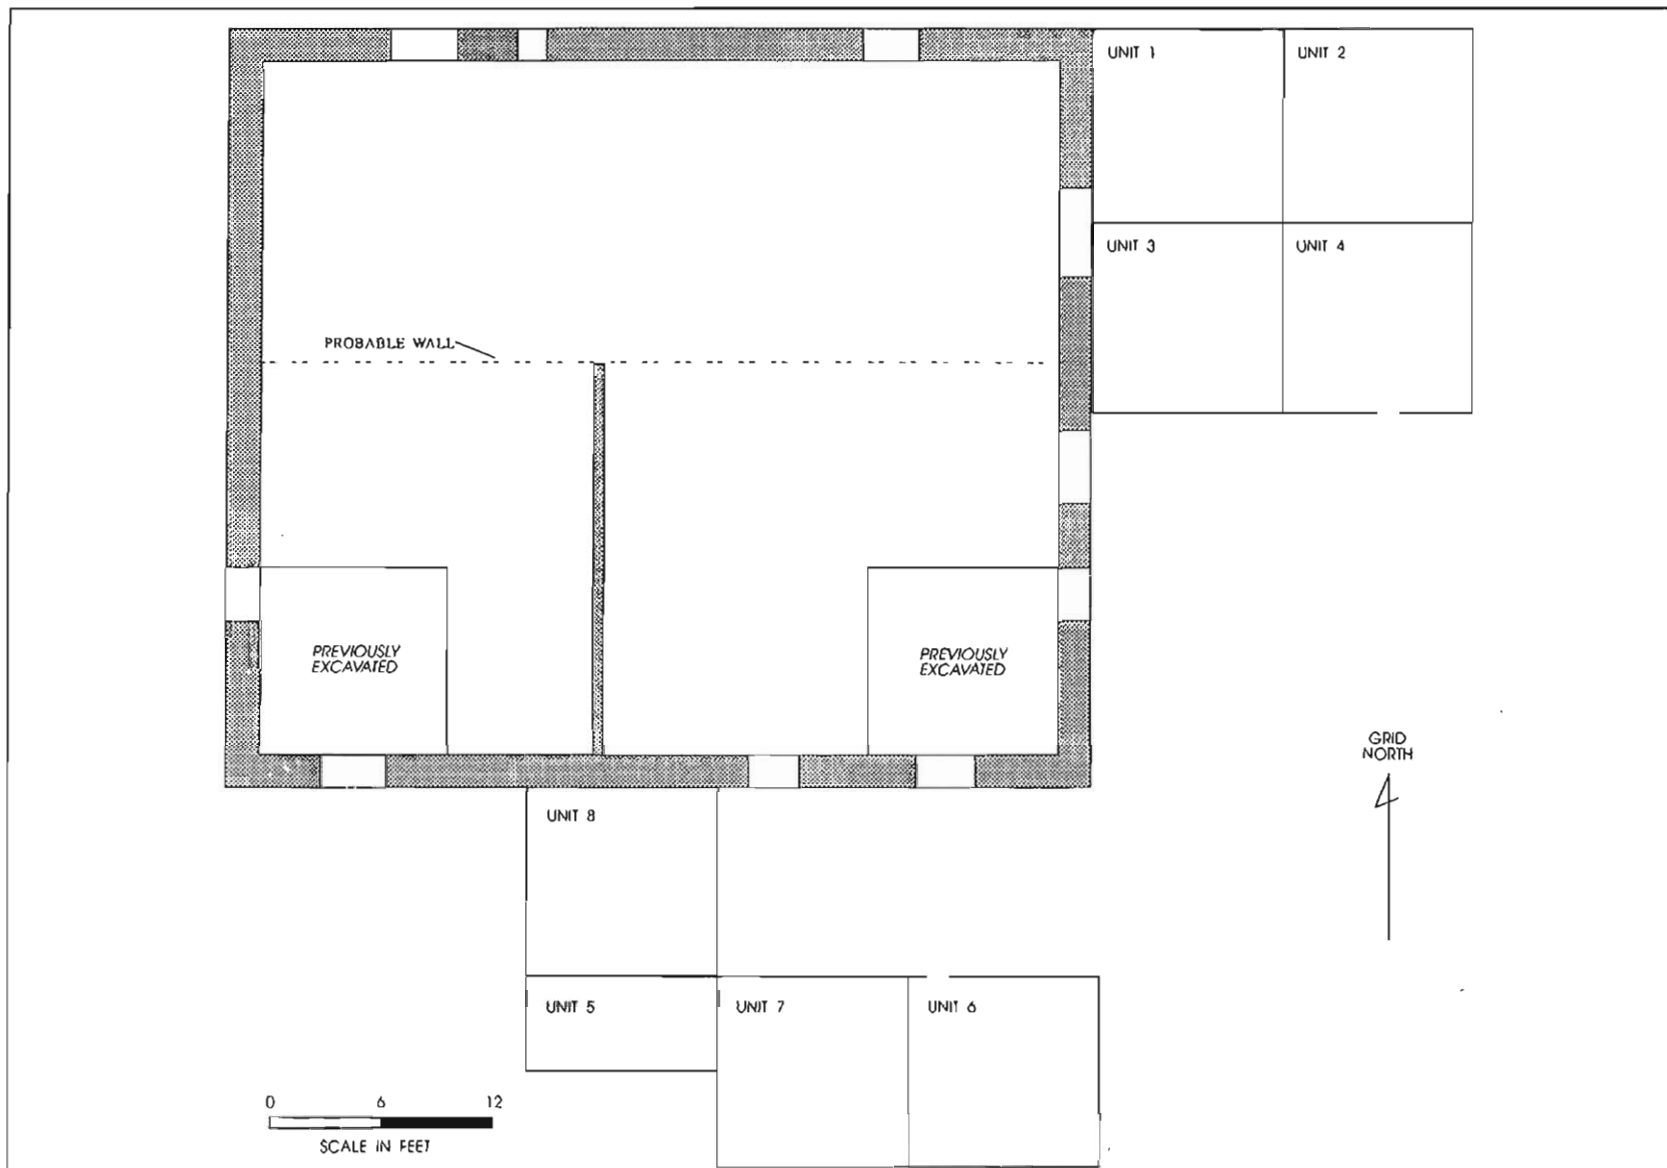 UNIT 1
UNIT 2
UNIT 3
UNIT 4
PROBABLE WALL
PREVIOUSLY
EXCAVATED
PREVIOUSLY
EXCAVATED
GRID
NORTH
UNIT 8
UNIT 5
UNIT 7
UNIT 6
0 6 12
SCALE IN FEET